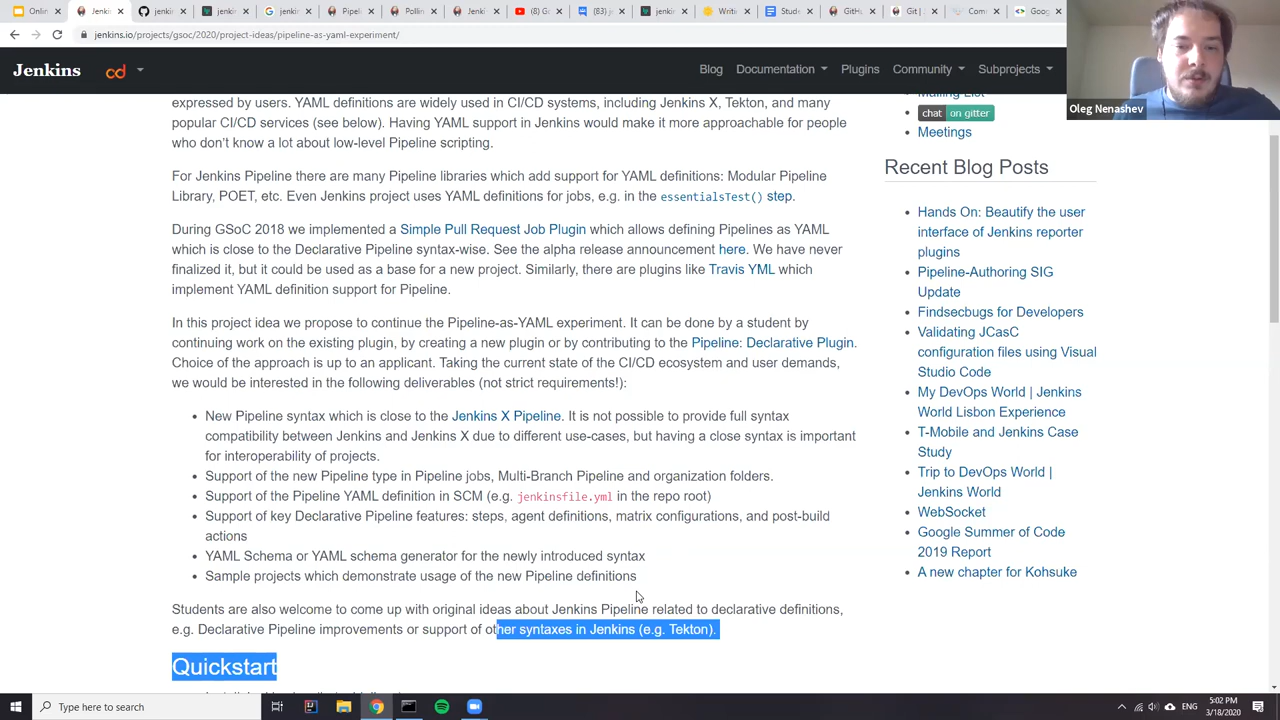 Onlin
Jenki
jenkin
jenkin
jenkin
Pipeli
Pollin
Jenki
(8) G
(83) j
jenkin
Writin
Stude
GitHu
Git |
Com
Goog
jenkins.io/projects/gsoc/2020/project-ideas/pipeline-as-yaml-experiment/
Jenkins
cd
Blog Documentation Plugins Community Subprojects
Oleg Nenashev
expressed by users. YAML definitions are widely used in CI/CD systems, including Jenkins X, Tekton, and many
popular CI/CD services (see below). Having YAML support in Jenkins would make it more approachable for people
who don't know a lot about low-level Pipeline scripting.
For Jenkins Pipeline there are many Pipeline libraries which add support for YAML definitions: Modular Pipeline
Library, POET, etc. Even Jenkins project uses YAML definitions for jobs, e.g. in the essentialsTest() step.
During GSoC 2018 we implemented a Simple Pull Request Job Plugin which allows defining Pipelines as YAML
which is close to the Declarative Pipeline syntax-wise. See the alpha release announcement here. We have never
finalized it, but it could be used as a base for a new project. Similarly, there are plugins like Travis YML which
implement YAML definition support for Pipeline.
In this project idea we propose to continue the Pipeline-as-YAML experiment. It can be done by a student by
continuing work on the existing plugin, by creating a new plugin or by contributing to the Pipeline: Declarative Plugin.
Choice of the approach is up to an applicant. Taking the current state of the CI/CD ecosystem and user demands,
we would be interested in the following deliverables (not strict requirements!):
New Pipeline syntax which is close to the Jenkins X Pipeline. It is not possible to provide full syntax
compatibility between Jenkins and Jenkins X due to different use-cases, but having a close syntax is important
for interoperability of projects.
Support of the new Pipeline type in Pipeline jobs, Multi-Branch Pipeline and organization folders.
Support of the Pipeline YAML definition in SCM (e.g. jenkinsfile.yml in the repo root)
Support of key Declarative Pipeline features: steps, agent definitions, matrix configurations, and post-build
actions
YAML Schema or YAML schema generator for the newly introduced syntax
Sample projects which demonstrate usage of the new Pipeline definitions
Students are also welcome to come up with original ideas about Jenkins Pipeline related to declarative definitions,
e.g. Declarative Pipeline improvements or support of other syntaxes in Jenkins (e.g. Tekton).
Quickstart
Mailing List
chat on gitter
Meetings
Recent Blog Posts
Hands On: Beautify the user
interface of Jenkins reporter
plugins
Pipeline-Authoring SIG
Update
Findsecbugs for Developers
Validating JCasC
configuration files using Visual
Studio Code
My DevOps World | Jenkins
World Lisbon Experience
T-Mobile and Jenkins Case
Study
Trip to DevOps World |
Jenkins World
WebSocket
Google Summer of Code
2019 Report
A new chapter for Kohsuke
Type here to search
ENG
5:02 PM
3/18/2020